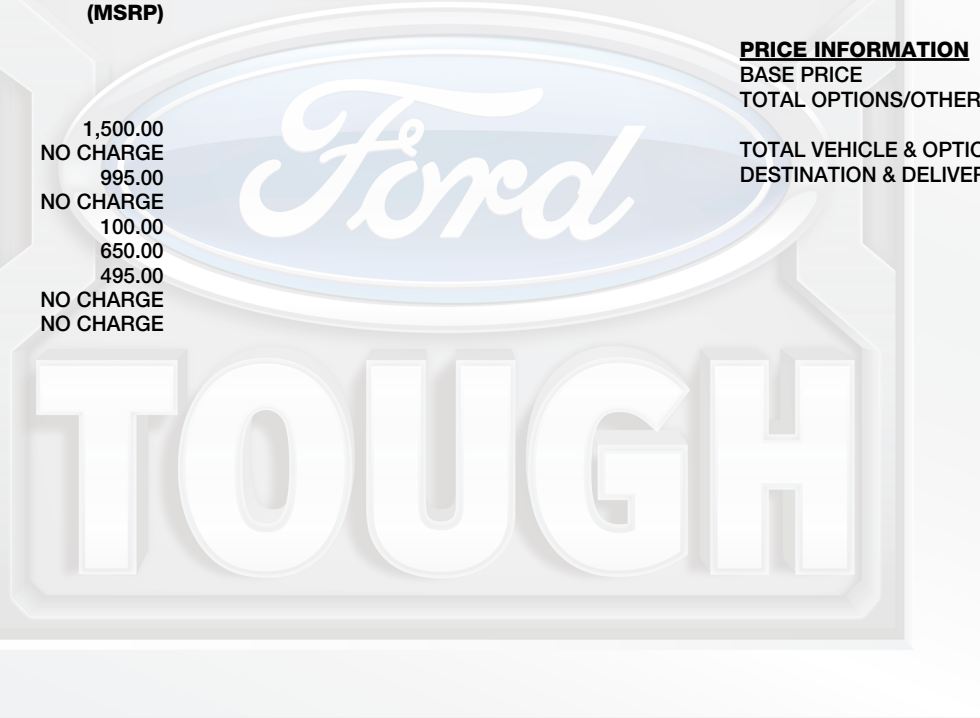 (MSRP)
1,500.00
NO CHARGE
995.00
NO CHARGE
100.00
650.00
495.00
NO CHARGE
NO CHARGE
PRICE INFORMATION
BASE PRICE
TOTAL OPTIONS/OTHER
TOTAL VEHICLE & OPTIO
DESTINATION & DELIVER
Ford
TOUGH